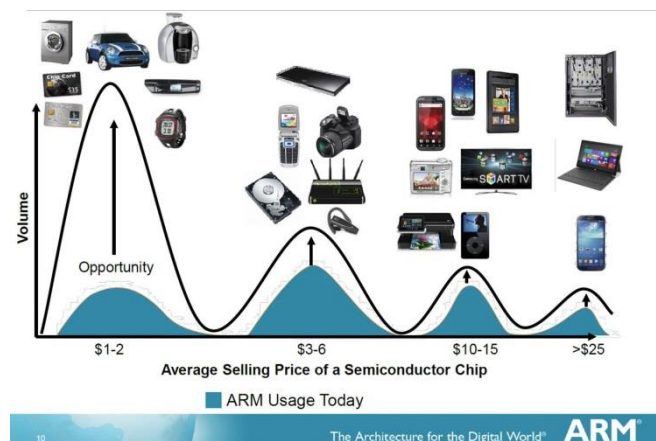 SMART TV
Volume
Opportunity
$1-2
$3-6
$10-15
>$25
Average Selling Price of a Semiconductor Chip
ARM Usage Today
10
The Architecture for the Digital World®
ARM®